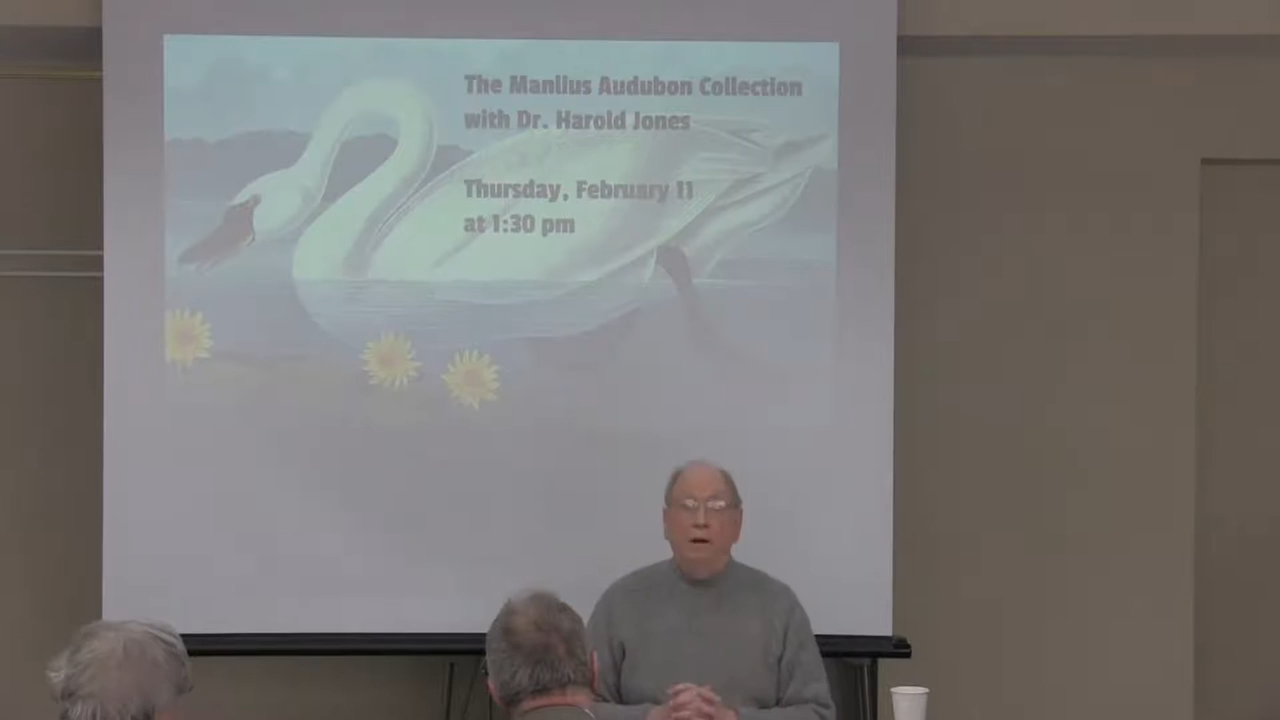 The Manlius Audubon Collection
with Dr. Harold Jones
Thursday, February 11
at 1:30 pm